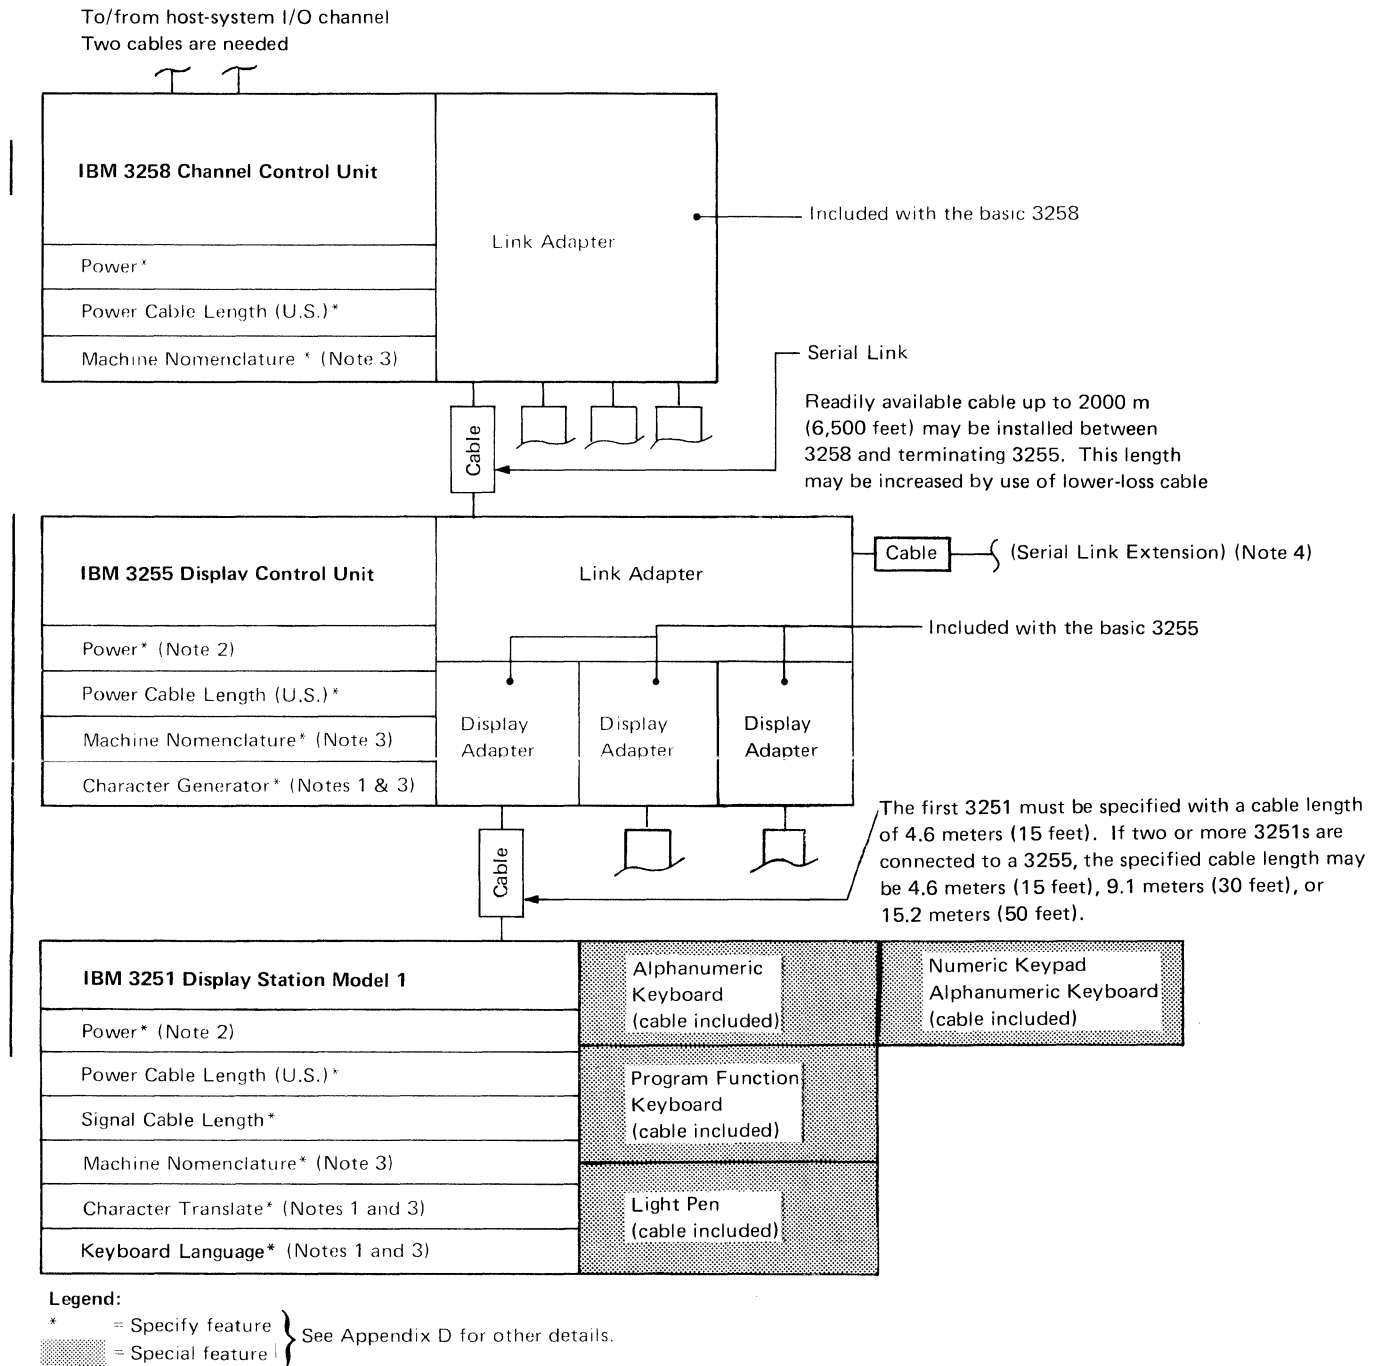 To/from host-system I/O channel
Two cables are needed
IBM 3258 Channel Control Unit
Power*
Power Cable Length (U.S.)*
Machine Nomenclature * (Note 3)
Link Adapter
Included with the basic 3258
Serial Link
Readily available cable up to 2000 m
(6,500 feet) may be installed between
3258 and terminating 3255. This length
may be increased by use of lower-loss cable
Cable
IBM 3255 Display Control Unit
Power* (Note 2)
Power Cable Length (U.S.)*
Machine Nomenclature* (Note 3)
Character Generator* (Notes 1 & 3)
Link Adapter
Cable
(Serial Link Extension) (Note 4)
Included with the basic 3255
Display
Adapter
Display
Adapter
Display
Adapter
Cable
The first 3251 must be specified with a cable length
of 4.6 meters (15 feet). If two or more 3251s are
connected to a 3255, the specified cable length may
be 4.6 meters (15 feet), 9.1 meters (30 feet), or
15.2 meters (50 feet).
IBM 3251 Display Station Model 1
Power* (Note 2)
Power Cable Length (U.S.)*
Signal Cable Length*
Machine Nomenclature* (Note 3)
Character Translate* (Notes 1 and 3)
Keyboard Language* (Notes 1 and 3)
Alphanumeric
Keyboard
(cable included)
Numeric Keypad
Alphanumeric Keyboard
(cable included)
Program Function
Keyboard
(cable included)
Light Pen
(cable included)
Legend:
* = Specify feature
= Special feature
See Appendix D for other details.